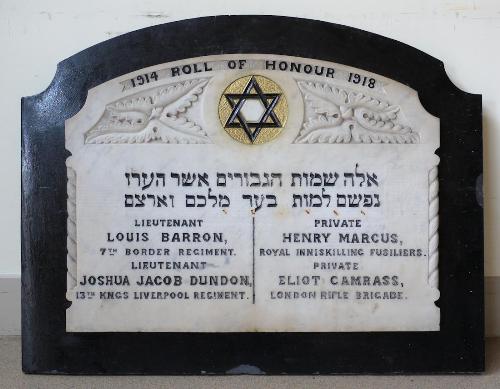 1914 ROLL OF HONOUR 1918
אלה שמות הגבורים אשר הערו
נפשם למות בער מלכם וארצם
LIEUTENANT
LOUIS BARRON,
7TH BORDER REGIMENT.
LIEUTENANT
JOSHUA JACOB DUNDON,
13TH KNGS LIVERPOOL REGIMENT.
PRIVATE
HENRY MARCUS,
ROYAL INNISKILLING FUSILIERS.
PRIVATE
ELIOT CAMRASS,
LONDON RIFLE BRIGADE.